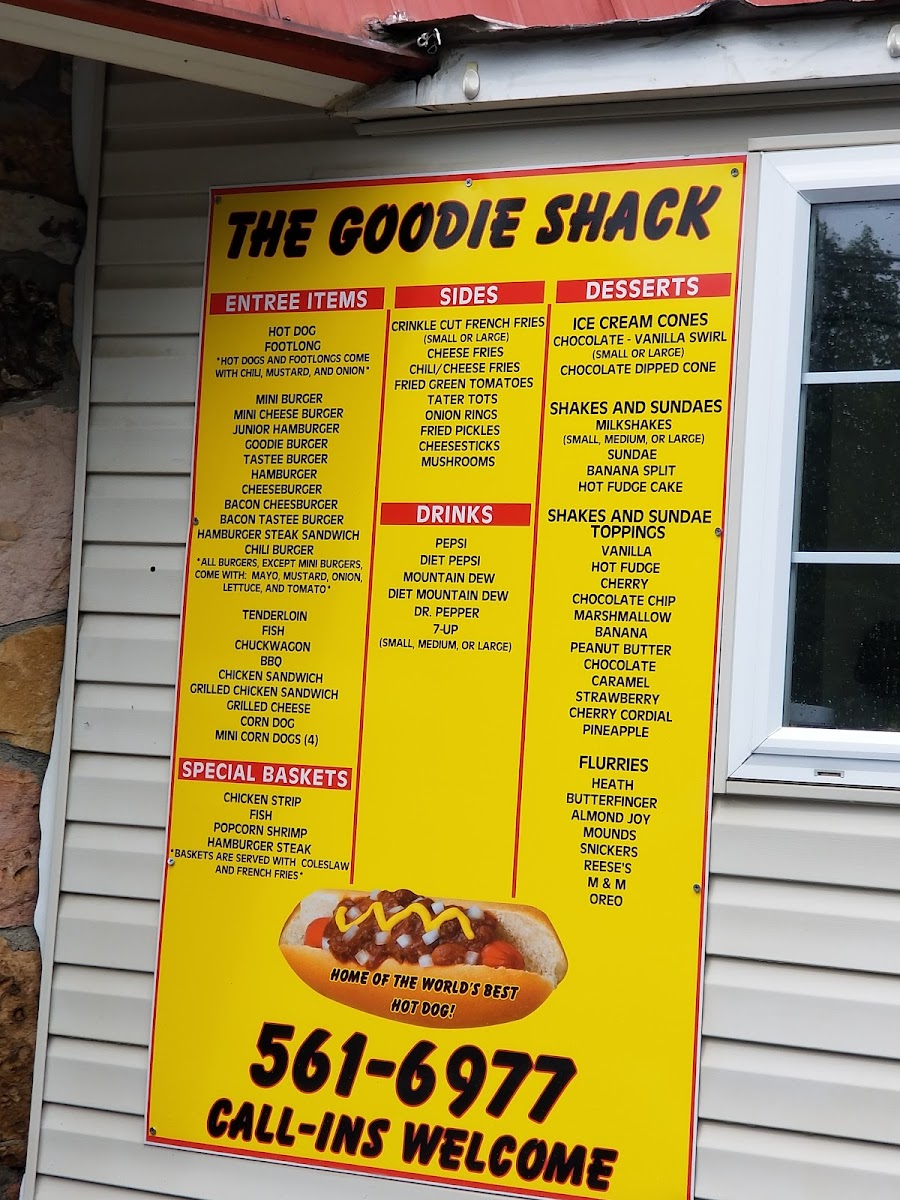 THE GOODIE SHACK
ENTREE ITEMS
HOT DOG
FOOTLONG
*HOT DOGS AND FOOTLONGS COME
WITH CHILI, MUSTARD, AND ONION*
MINI BURGER
MINI CHEESE BURGER
JUNIOR HAMBURGER
GOODIE BURGER
TASTEE BURGER
HAMBURGER
CHEESEBURGER
BACON CHEESBURGER
BACON TASTEE BURGER
HAMBURGER STEAK SANDWICH
CHILI BURGER
*ALL BURGERS, EXCEPT MINI BURGERS,
COME WITH: MAYO, MUSTARD, ONION,
LETTUCE, AND TOMATO*
TENDERLOIN
FISH
CHUCKWAGON
BBQ
CHICKEN SANDWICH
GRILLED CHICKEN SANDWICH
GRILLED CHEESE
CORN DOG
MINI CORN DOGS (4)
SPECIAL BASKETS
CHICKEN STRIP
FISH
POPCORN SHRIMP
HAMBURGER STEAK
*BASKETS ARE SERVED WITH COLESLAW
AND FRENCH FRIES*
SIDES
CRINKLE CUT FRENCH FRIES
(SMALL OR LARGE)
CHEESE FRIES
CHILI/CHEESE FRIES
FRIED GREEN TOMATOES
TATER TOTS
ONION RINGS
FRIED PICKLES
CHEESESTICKS
MUSHROOMS
DRINKS
PEPSI
DIET PEPSI
MOUNTAIN DEW
DIET MOUNTAIN DEW
DR. PEPPER
7-UP
(SMALL, MEDIUM, OR LARGE)
DESSERTS
ICE CREAM CONES
CHOCOLATE - VANILLA SWIRL
(SMALL OR LARGE)
CHOCOLATE DIPPED CONE
SHAKES AND SUNDAES
MILKSHAKES
(SMALL, MEDIUM, OR LARGE)
SUNDAE
BANANA SPLIT
HOT FUDGE CAKE
SHAKES AND SUNDAE
TOPPINGS
VANILLA
HOT FUDGE
CHERRY
CHOCOLATE CHIP
MARSHMALLOW
BANANA
PEANUT BUTTER
CHOCOLATE
CARAMEL
STRAWBERRY
CHERRY CORDIAL
PINEAPPLE
FLURRIES
HEATH
BUTTERFINGER
ALMOND JOY
MOUNDS
SNICKERS
REESE'S
M & M
OREO
HOME OF THE WORLD'S BEST
HOT DOG!
561-6977
CALL-INS WELCOME